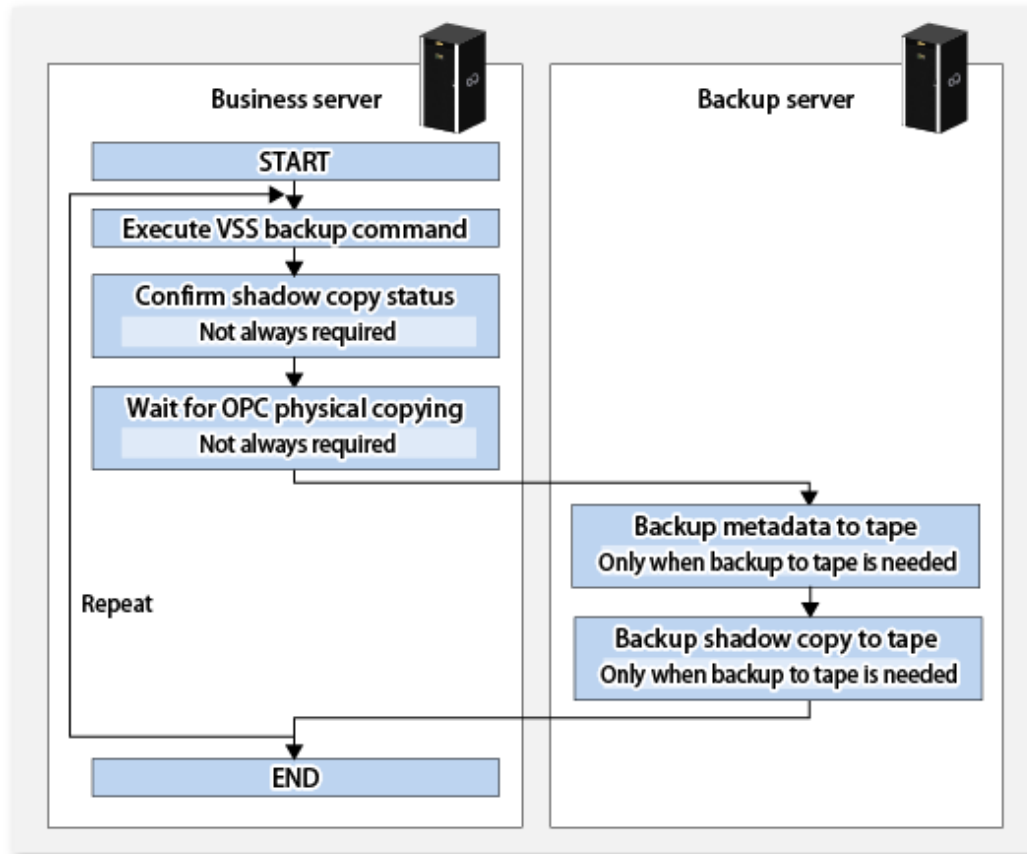 Business server
Backup server
START
Execute VSS backup command
Confirm shadow copy status
Not always required
Wait for OPC physical copying
Not always required
Backup metadata to tape
Only when backup to tape is needed
Repeat
Backup shadow copy to tape
Only when backup to tape is needed
END